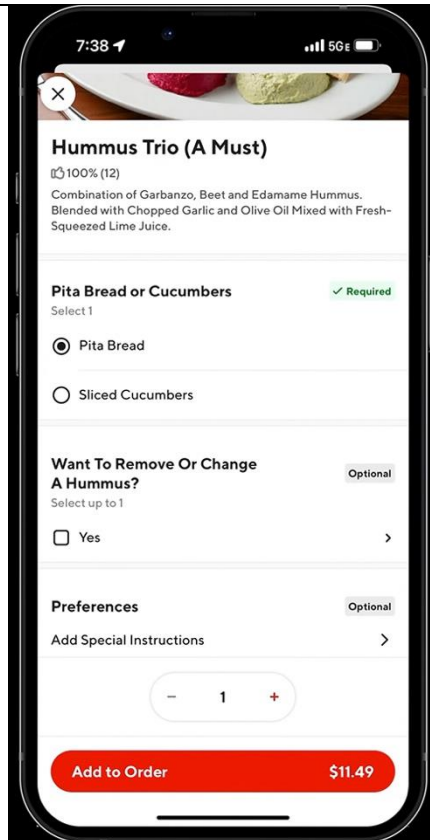 7:38
5GE
Hummus Trio (A Must)
100% (12)
Combination of Garbanzo, Beet and Edamame Hummus.
Blended with Chopped Garlic and Olive Oil Mixed with Fresh-
Squeezed Lime Juice.
Pita Bread or Cucumbers
✓ Required
Select 1
Pita Bread
Sliced Cucumbers
Want To Remove Or Change
A Hummus?
Optional
Select up to 1
Yes
Preferences
Optional
Add Special Instructions
− 1 +
Add to Order $11.49